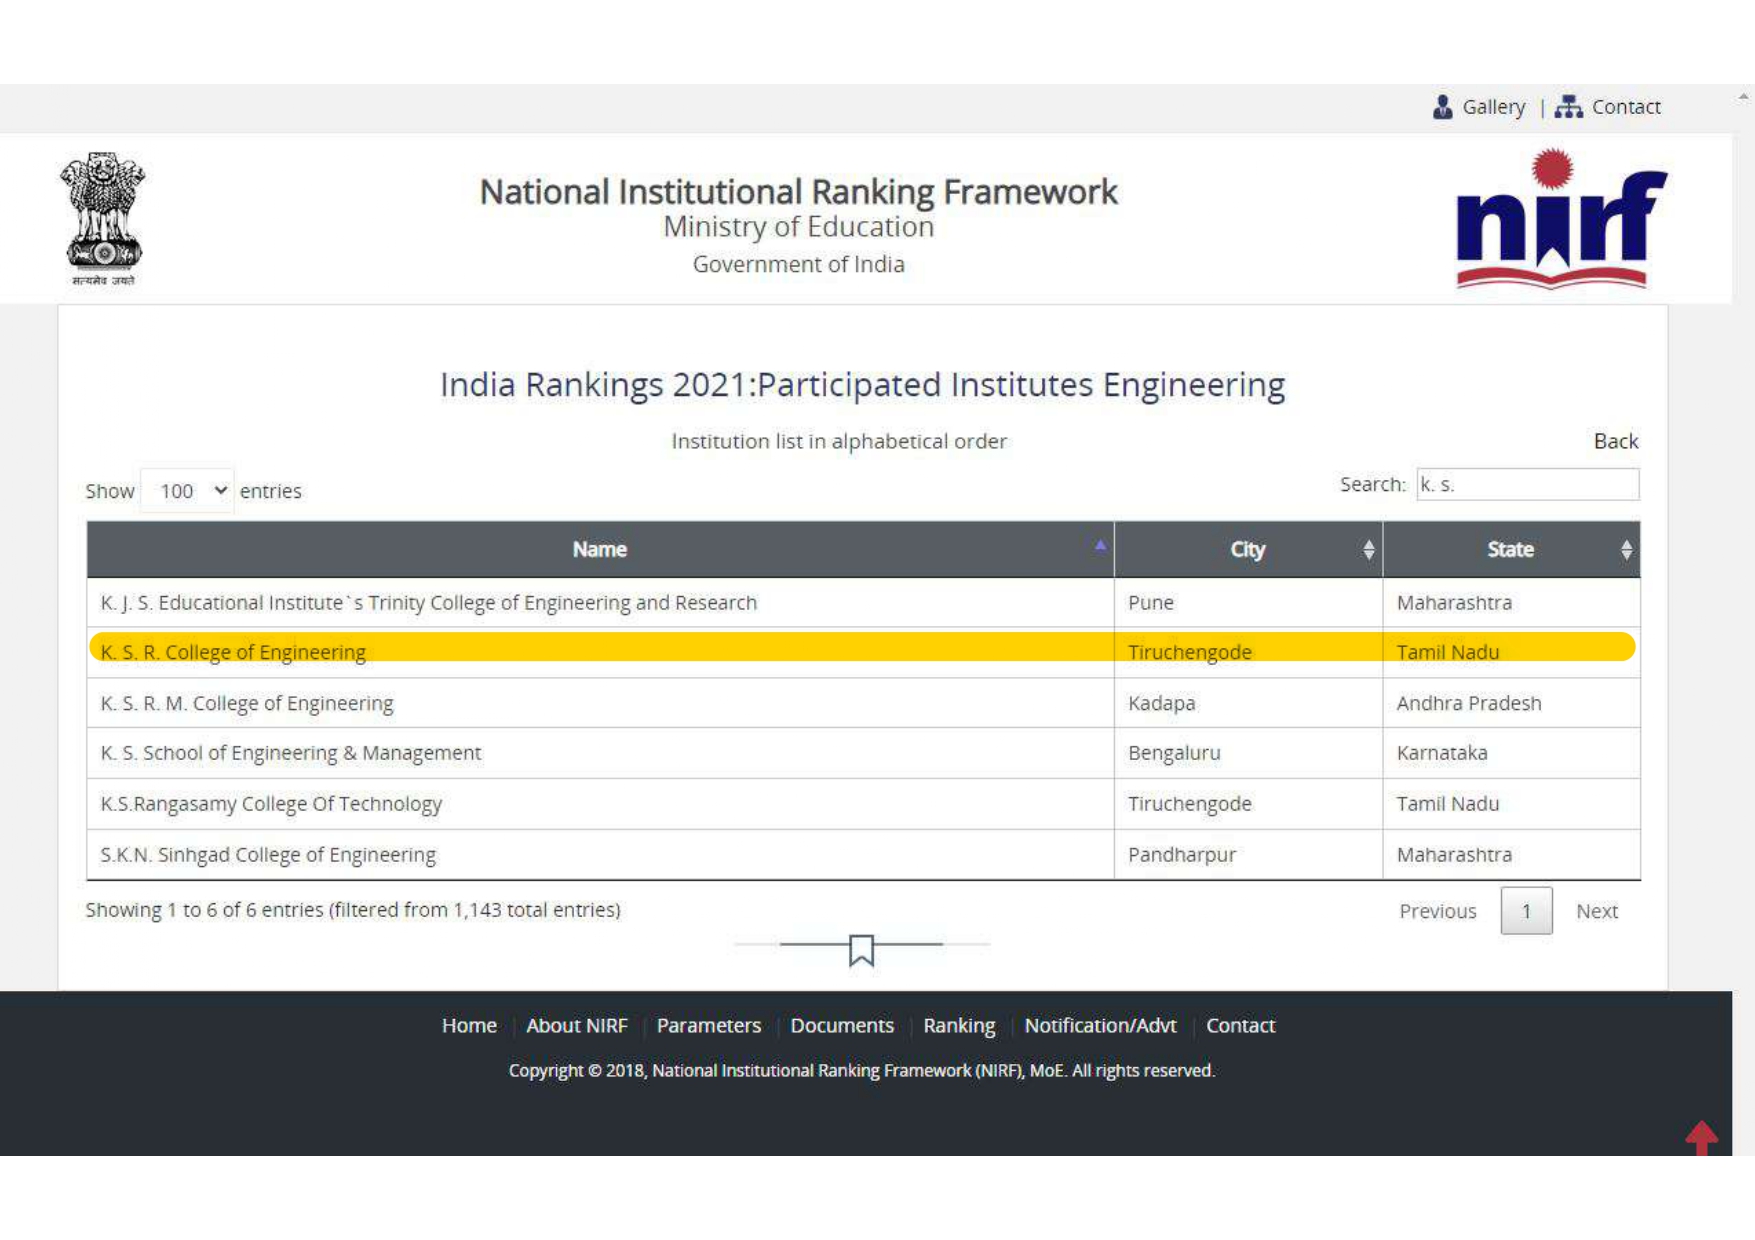 Gallery | Contact
सत्यमेव जयते
National Institutional Ranking Framework
Ministry of Education
Government of India
nirf
India Rankings 2021:Participated Institutes Engineering
Institution list in alphabetical order Back
Show 100 entries Search: k. s.
Name City State
K. J. S. Educational Institute`s Trinity College of Engineering and Research Pune Maharashtra
K. S. R. College of Engineering Tiruchengode Tamil Nadu
K. S. R. M. College of Engineering Kadapa Andhra Pradesh
K. S. School of Engineering & Management Bengaluru Karnataka
K.S.Rangasamy College Of Technology Tiruchengode Tamil Nadu
S.K.N. Sinhgad College of Engineering Pandharpur Maharashtra
Showing 1 to 6 of 6 entries (filtered from 1,143 total entries) Previous 1 Next
Home | About NIRF | Parameters | Documents | Ranking | Notification/Advt | Contact
Copyright © 2018, National Institutional Ranking Framework (NIRF), MoE. All rights reserved.